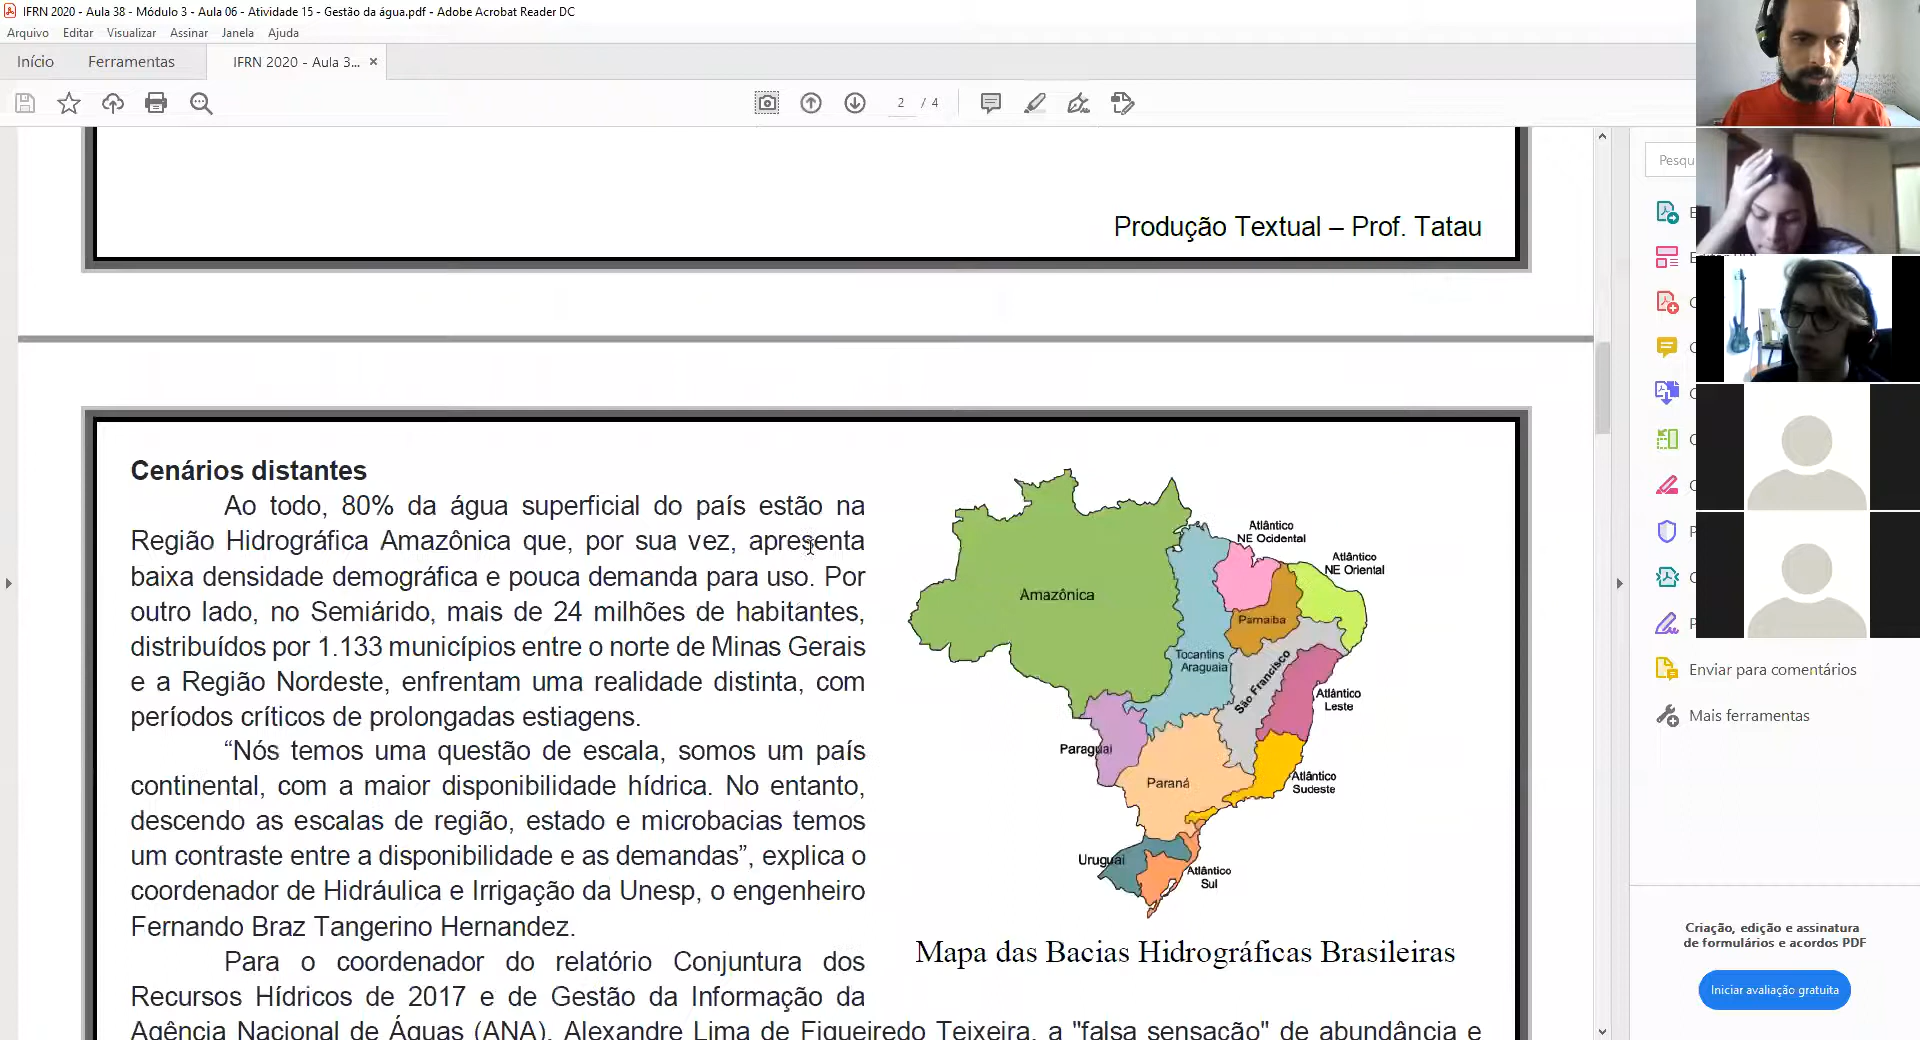 IFRN 2020 - Aula 38 - Módulo 3 - Aula 06 - Atividade 15 - Gestão da água.pdf - Adobe Acrobat Reader DC
Arquivo Editar Visualizar Assinar Janela Ajuda
Início Ferramentas IFRN 2020 - Aula 3... ×
2 / 4
Produção Textual – Prof. Tatau
Pesqu
Cenários distantes
Ao todo, 80% da água superficial do país estão na
Região Hidrográfica Amazônica que, por sua vez, apresenta
baixa densidade demográfica e pouca demanda para uso. Por
outro lado, no Semiárido, mais de 24 milhões de habitantes,
distribuídos por 1.133 municípios entre o norte de Minas Gerais
e a Região Nordeste, enfrentam uma realidade distinta, com
períodos críticos de prolongadas estiagens.
“Nós temos uma questão de escala, somos um país
continental, com a maior disponibilidade hídrica. No entanto,
descendo as escalas de região, estado e microbacias temos
um contraste entre a disponibilidade e as demandas”, explica o
coordenador de Hidráulica e Irrigação da Unesp, o engenheiro
Fernando Braz Tangerino Hernandez.
Para o coordenador do relatório Conjuntura dos
Recursos Hídricos de 2017 e de Gestão da Informação da
Agência Nacional de Águas (ANA), Alexandre Lima de Figueiredo Teixeira, a "falsa sensação" de abundância e
Atlântico
NE Ocidental
Atlântico
NE Oriental
Amazônica
Parnaíba
Tocantins
Araguaia
São Francisco
Atlântico
Leste
Paraguai
Paraná
Atlântico
Sudeste
Uruguai
Atlântico
Sul
Mapa das Bacias Hidrográficas Brasileiras
Enviar para comentários
Mais ferramentas
Criação, edição e assinatura
de formulários e acordos PDF
Iniciar avaliação gratuita